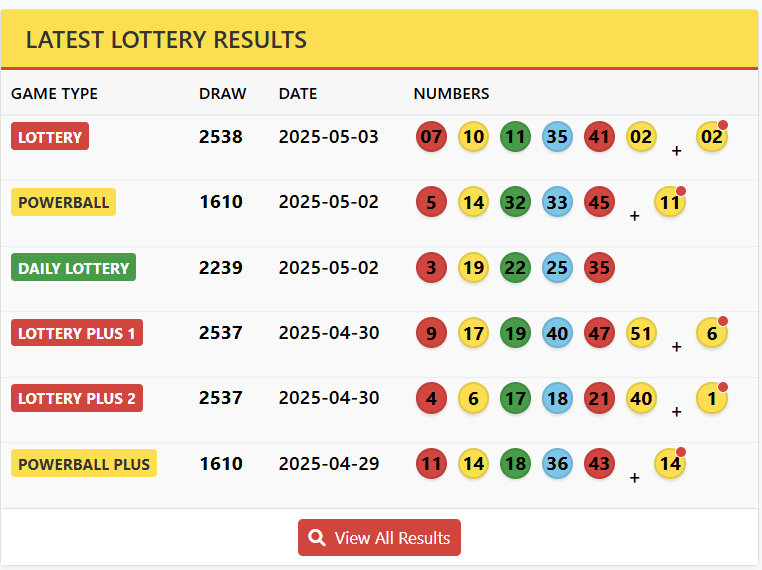 LATEST LOTTERY RESULTS
GAME TYPE DRAW DATE NUMBERS
LOTTERY 2538 2025-05-03 07 10 11 35 41 02 + 02
POWERBALL 1610 2025-05-02 5 14 32 33 45 + 11
DAILY LOTTERY 2239 2025-05-02 3 19 22 25 35
LOTTERY PLUS 1 2537 2025-04-30 9 17 19 40 47 51 + 6
LOTTERY PLUS 2 2537 2025-04-30 4 6 17 18 21 40 + 1
POWERBALL PLUS 1610 2025-04-29 11 14 18 36 43 + 14
View All Results